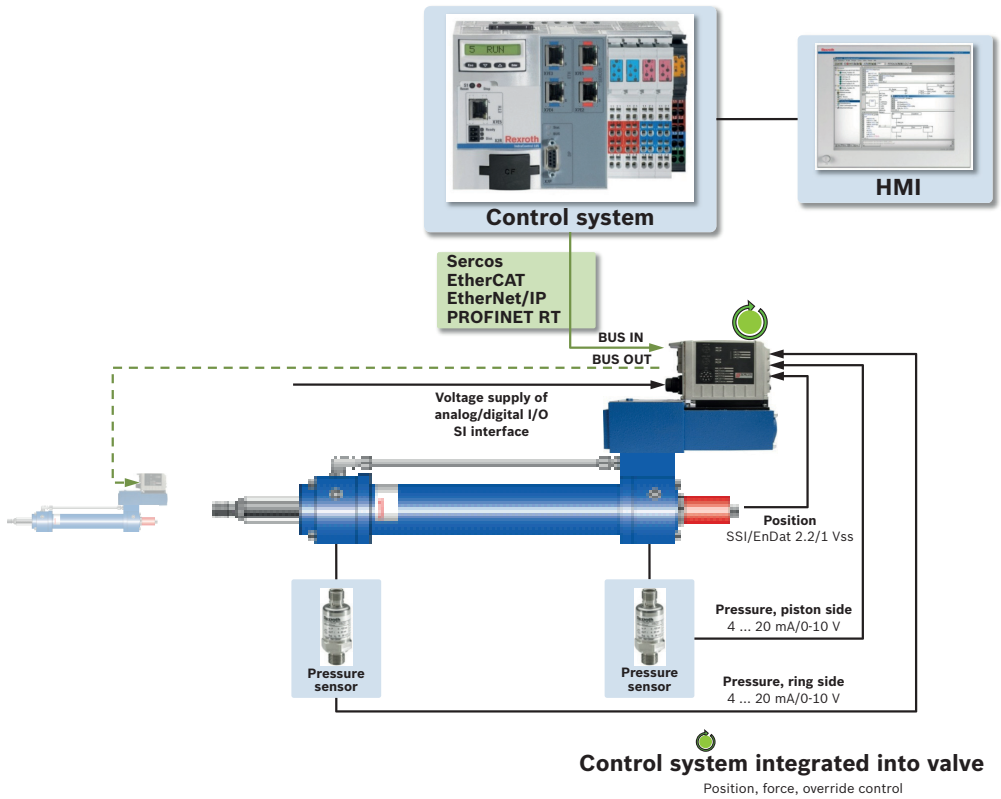 5 RUN
Rexroth
CF
Control system
HMI
Sercos
EtherCAT
EtherNet/IP
PROFINET RT
BUS IN
BUS OUT
Voltage supply of
analog/digital I/O
SI interface
Position
SSI/EnDat 2.2/1 Vss
Pressure, piston side
4 ... 20 mA/0-10 V
Pressure
sensor
Pressure
sensor
Pressure, ring side
4 ... 20 mA/0-10 V
Control system integrated into valve
Position, force, override control